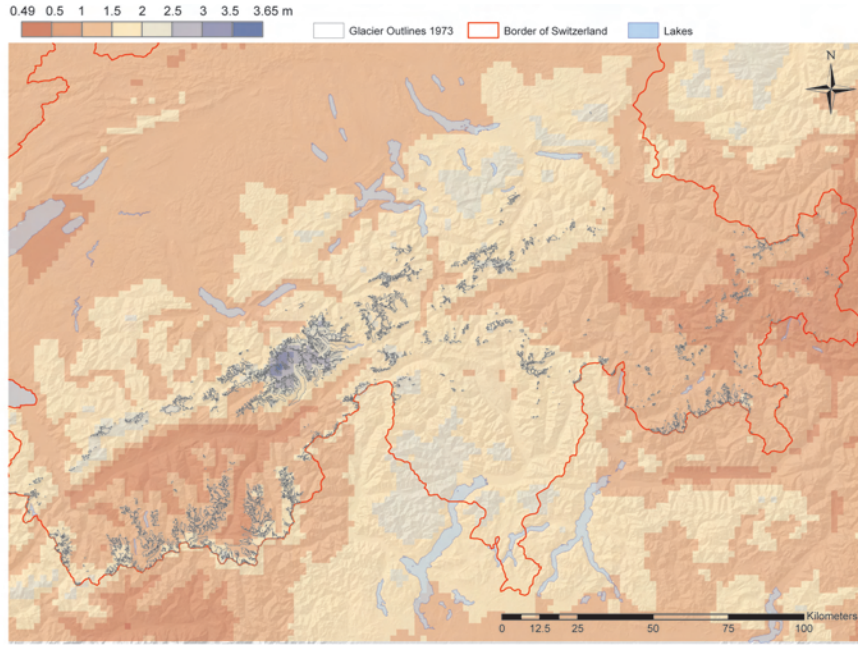 0.49 0.5 1 1.5 2 2.5 3 3.5 3.65 m
Glacier Outlines 1973
Border of Switzerland
Lakes
N
Kilometers
0 12.5 25 50 75 100